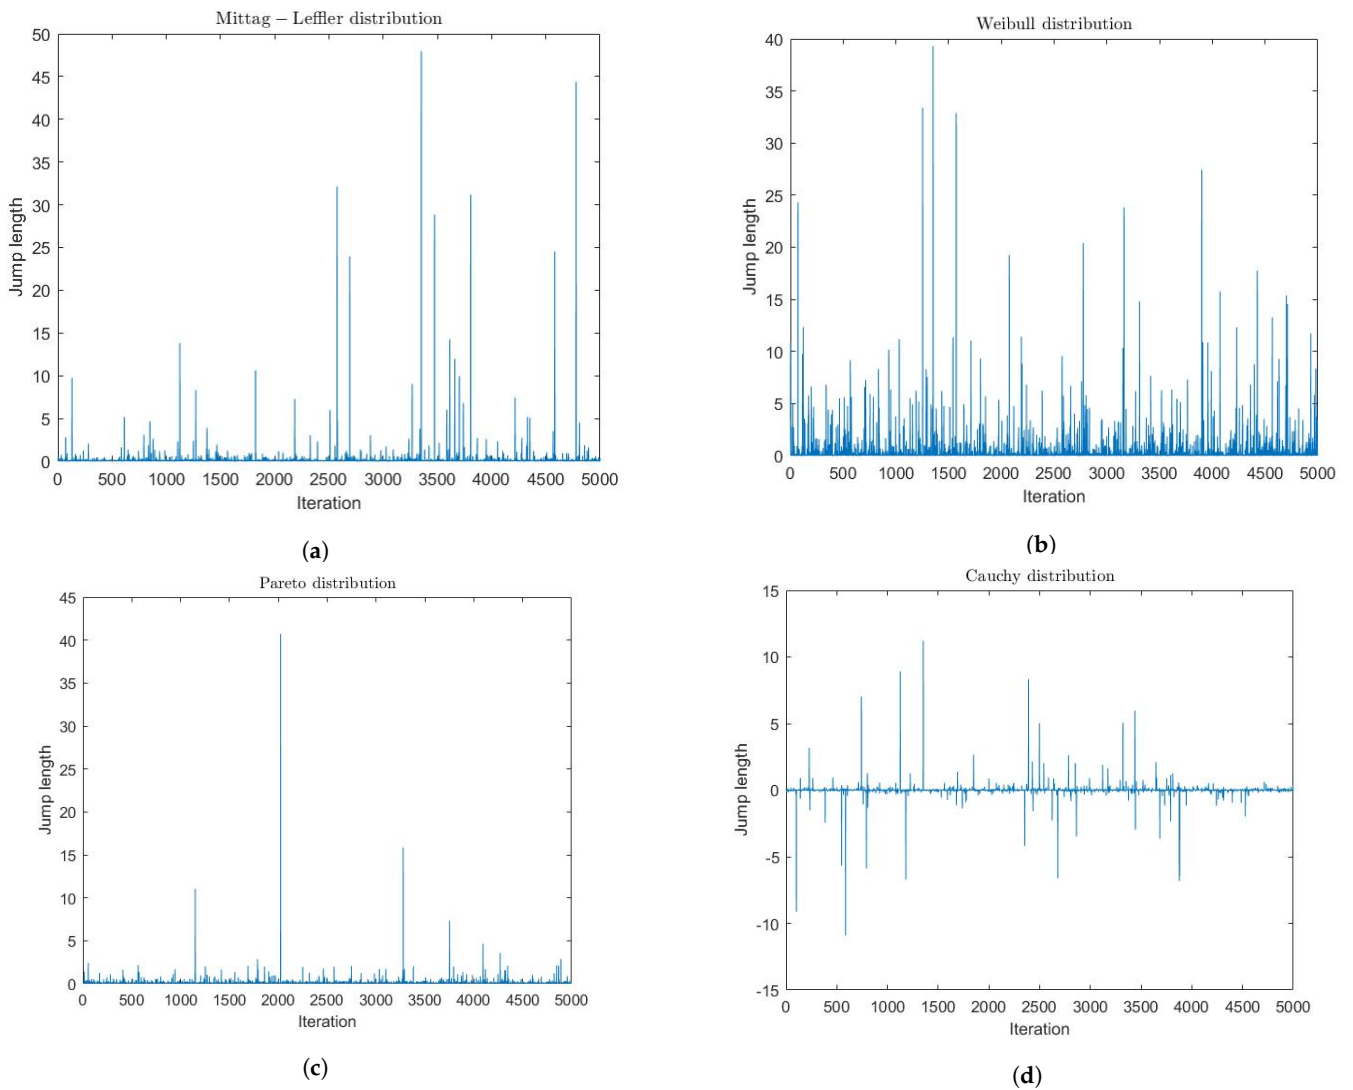 Mittag – Leffler distribution
50
45
40
35
30
25
20
15
10
5
0
Jump length
0 500 1000 1500 2000 2500 3000 3500 4000 4500 5000
Iteration
(a)
Weibull distribution
40
35
30
25
20
15
10
5
0
Jump length
0 500 1000 1500 2000 2500 3000 3500 4000 4500 5000
Iteration
(b)
Pareto distribution
45
40
35
30
25
20
15
10
5
0
Jump length
0 500 1000 1500 2000 2500 3000 3500 4000 4500 5000
Iteration
(c)
Cauchy distribution
15
10
5
0
-5
-10
-15
Jump length
0 500 1000 1500 2000 2500 3000 3500 4000 4500 5000
Iteration
(d)